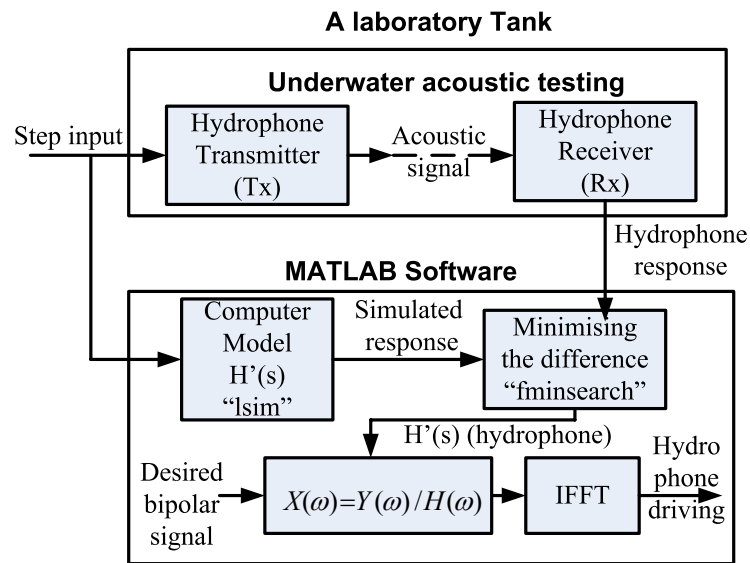 A laboratory Tank
Underwater acoustic testing
Step input
Hydrophone
Transmitter
(Tx)
Acoustic
signal
Hydrophone
Receiver
(Rx)
Hydrophone
response
MATLAB Software
Computer
Model
H’(s)
“lsim”
Simulated
response
Minimising
the difference
“fminsearch”
H’(s) (hydrophone)
Desired
bipolar
signal
X(ω)=Y(ω)/H(ω)
IFFT
Hydro
phone
driving